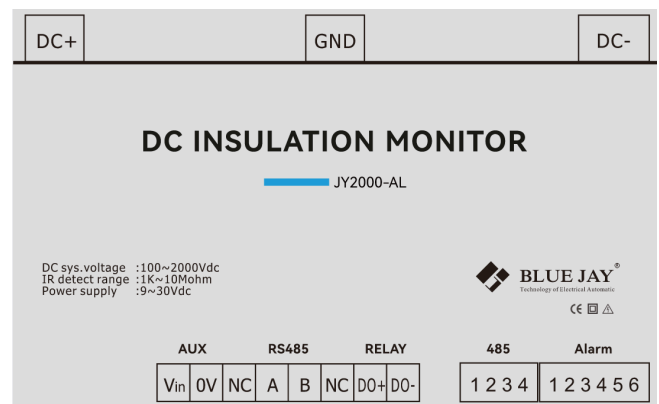 DC+ GND DC-
DC INSULATION MONITOR
JY2000-AL
DC sys.voltage :100~2000Vdc
IR detect range :1K~10Mohm
Power supply :9~30Vdc
BLUE JAY®
Technology of Electrical Automatic
CE
AUX RS485 RELAY 485 Alarm
Vin 0V NC A B NC DO+ DO- 1 2 3 4 1 2 3 4 5 6